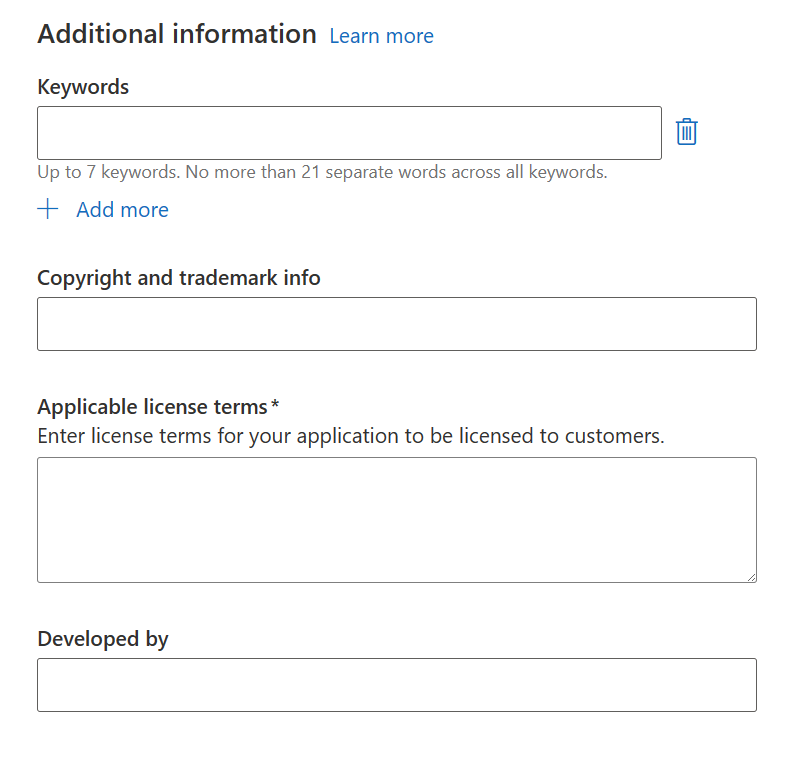 Additional information Learn more
Keywords
Up to 7 keywords. No more than 21 separate words across all keywords.
Add more
Copyright and trademark info
Applicable license terms*
Enter license terms for your application to be licensed to customers.
Developed by